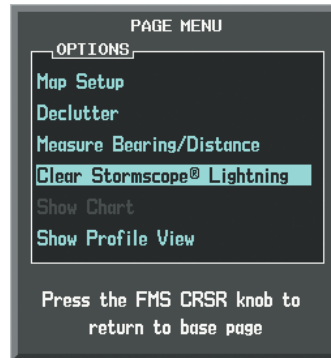 PAGE MENU
OPTIONS
Map Setup
Declutter
Measure Bearing/Distance
Clear Stormscope® Lightning
Show Chart
Show Profile View
Press the FMS CRSR knob to
return to base page